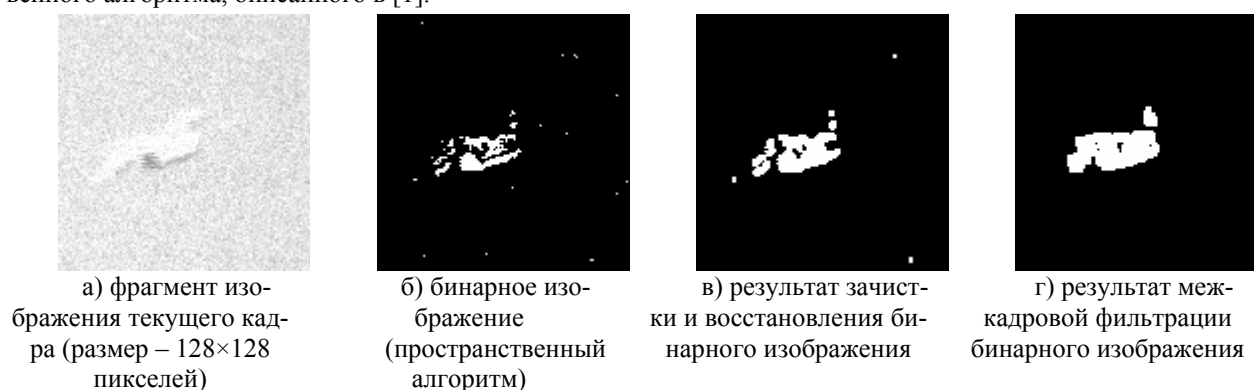 венного алгоритма, описанного в [1].
а) фрагмент изо-
бражения текущего кад-
ра (размер – 128×128
пикселей)
б) бинарное изо-
бражение
(пространственный
алгоритм)
в) результат зачист-
ки и восстановления би-
нарного изображения
г) результат меж-
кадровой фильтрации
бинарного изображения